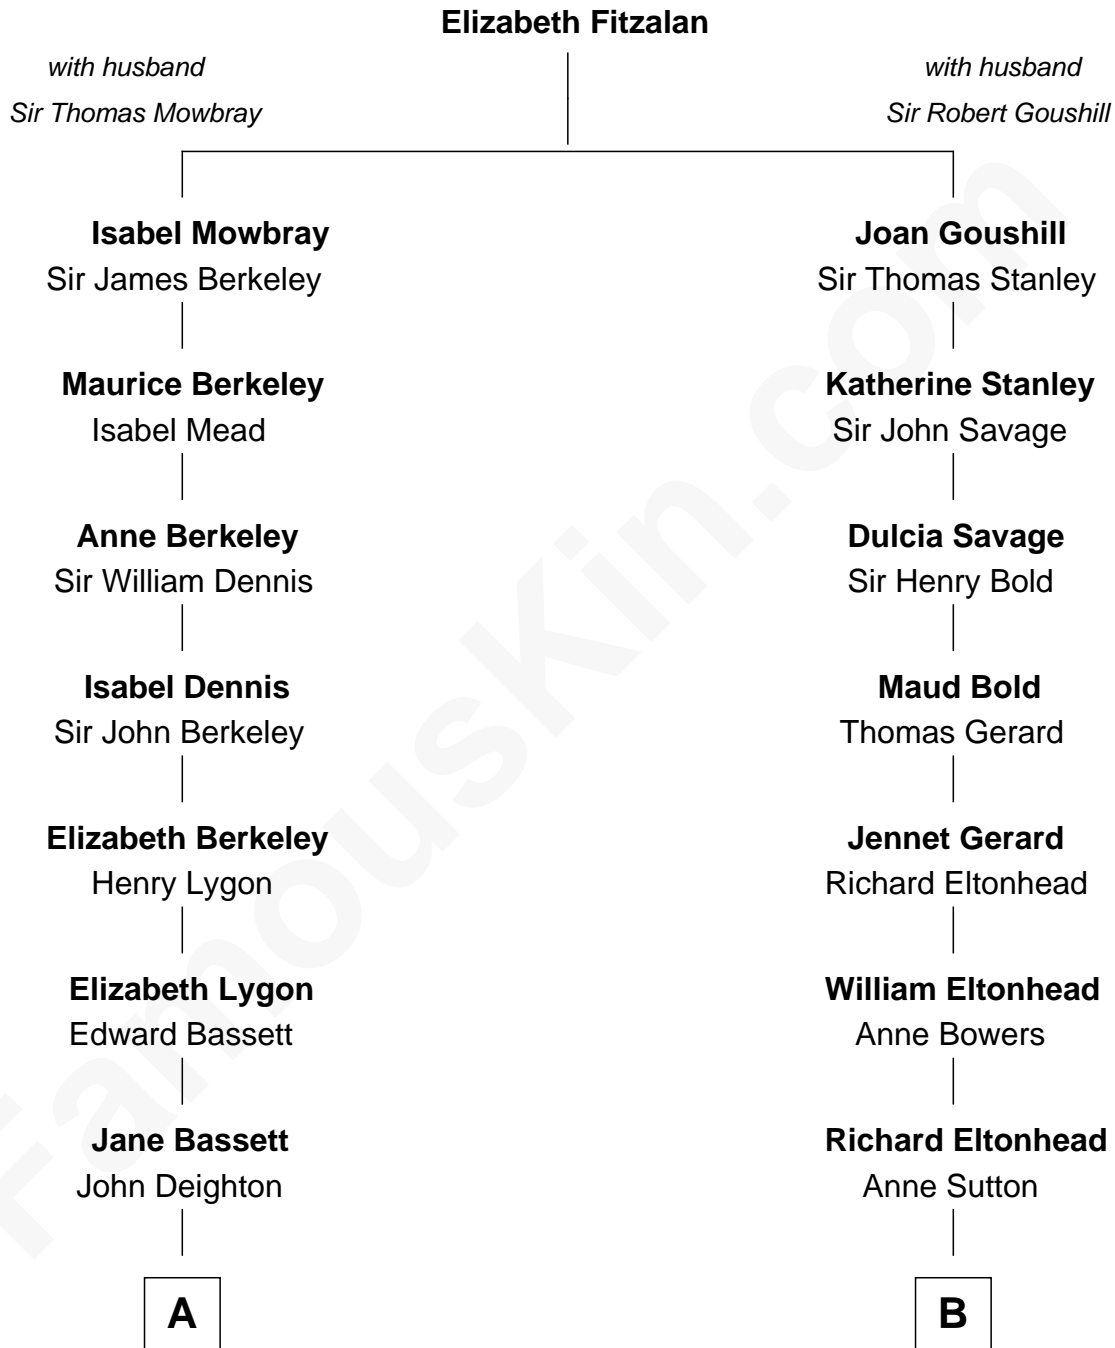 Elizabeth Fitzalan
with husband
Sir Thomas Mowbray
with husband
Sir Robert Goushill
Isabel Mowbray
Sir James Berkeley
Joan Goushill
Sir Thomas Stanley
Maurice Berkeley
Isabel Mead
Katherine Stanley
Sir John Savage
Anne Berkeley
Sir William Dennis
Dulcia Savage
Sir Henry Bold
Isabel Dennis
Sir John Berkeley
Maud Bold
Thomas Gerard
Elizabeth Berkeley
Henry Lygon
Jennet Gerard
Richard Eltonhead
Elizabeth Lygon
Edward Bassett
William Eltonhead
Anne Bowers
Jane Bassett
John Deighton
Richard Eltonhead
Anne Sutton
A
B
FamousKin.com